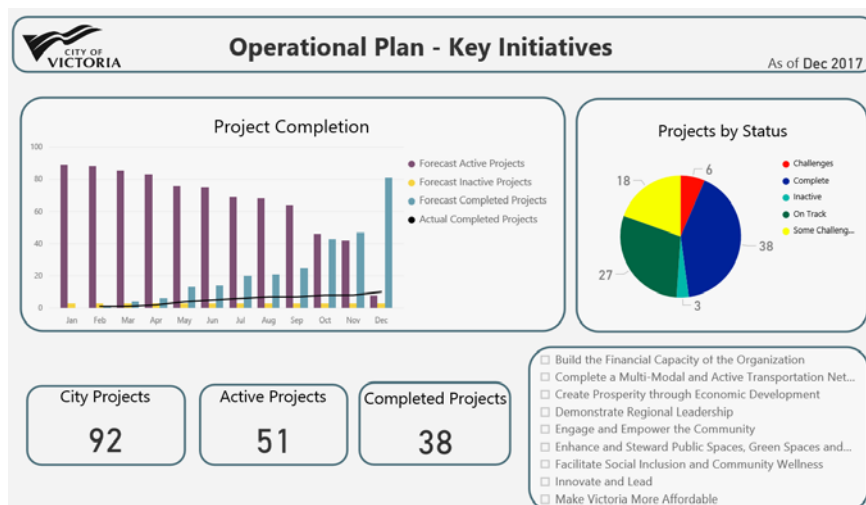 CITY OF
VICTORIA
Operational Plan - Key Initiatives
As of Dec 2017
Project Completion
100
80
60
40
20
0
Jan Feb Mar Apr May Jun Jul Aug Sep Oct Nov Dec
Forecast Active Projects
Forecast Inactive Projects
Forecast Completed Projects
Actual Completed Projects
Projects by Status
18
6
38
3
27
Challenges
Complete
Inactive
On Track
Some Challeng...
City Projects
92
Active Projects
51
Completed Projects
38
Build the Financial Capacity of the Organization
Complete a Multi-Modal and Active Transportation Net...
Create Prosperity through Economic Development
Demonstrate Regional Leadership
Engage and Empower the Community
Enhance and Steward Public Spaces, Green Spaces and...
Facilitate Social Inclusion and Community Wellness
Innovate and Lead
Make Victoria More Affordable